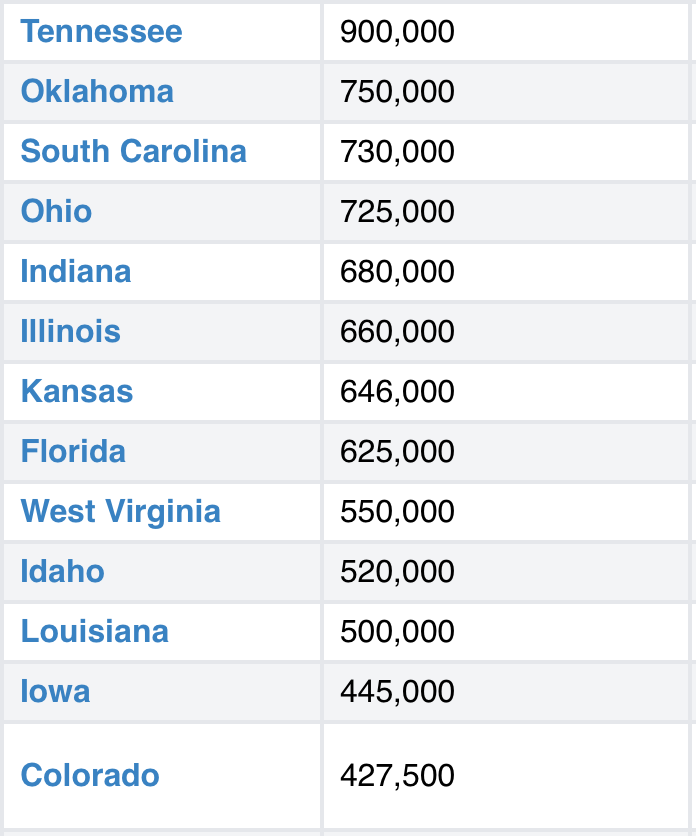 Tennessee 900,000
Oklahoma 750,000
South Carolina 730,000
Ohio 725,000
Indiana 680,000
Illinois 660,000
Kansas 646,000
Florida 625,000
West Virginia 550,000
Idaho 520,000
Louisiana 500,000
Iowa 445,000
Colorado 427,500